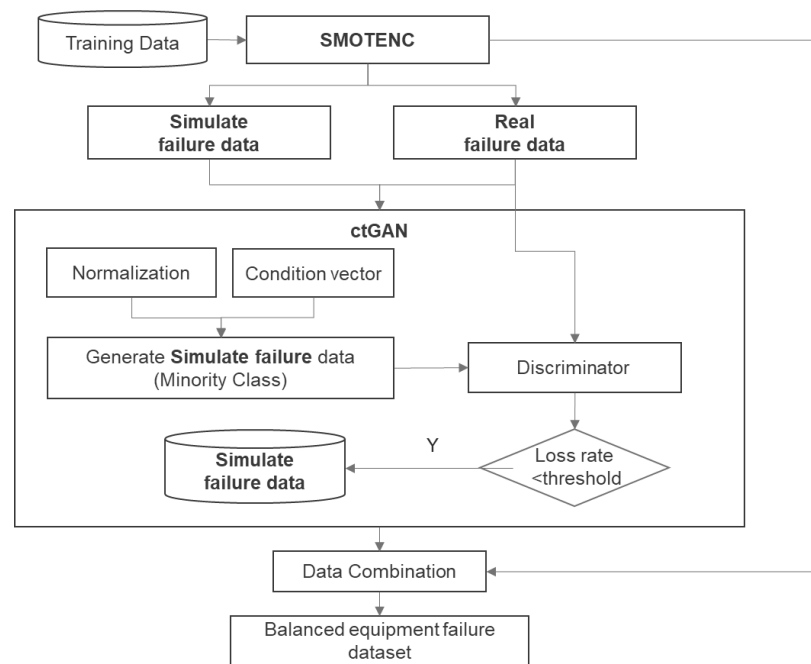 Training Data
SMOTENC
Simulate
failure data
Real
failure data
ctGAN
Normalization
Condition vector
Generate Simulate failure data
(Minority Class)
Discriminator
Simulate
failure data
Y
Loss rate
<threshold
Data Combination
Balanced equipment failure
dataset